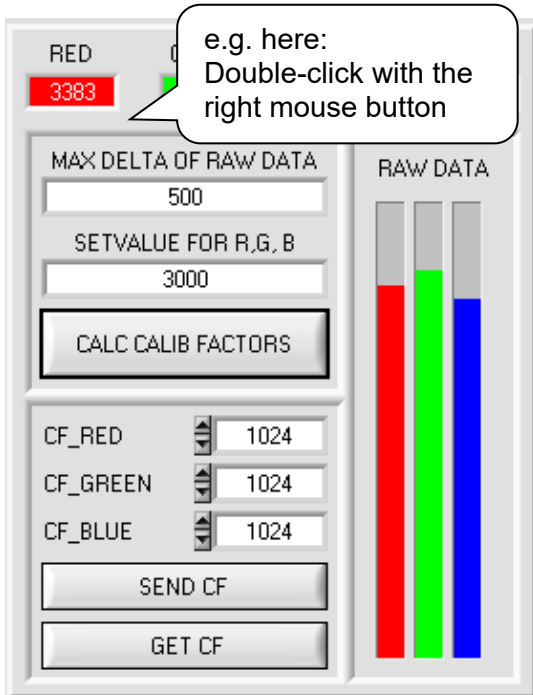 e.g. here:
Double-click with the
right mouse button
RED
3383
MAX DELTA OF RAW DATA
500
SETVALUE FOR R,G, B
3000
CALC CALIB FACTORS
RAW DATA
CF_RED 1024
CF_GREEN 1024
CF_BLUE 1024
SEND CF
GET CF